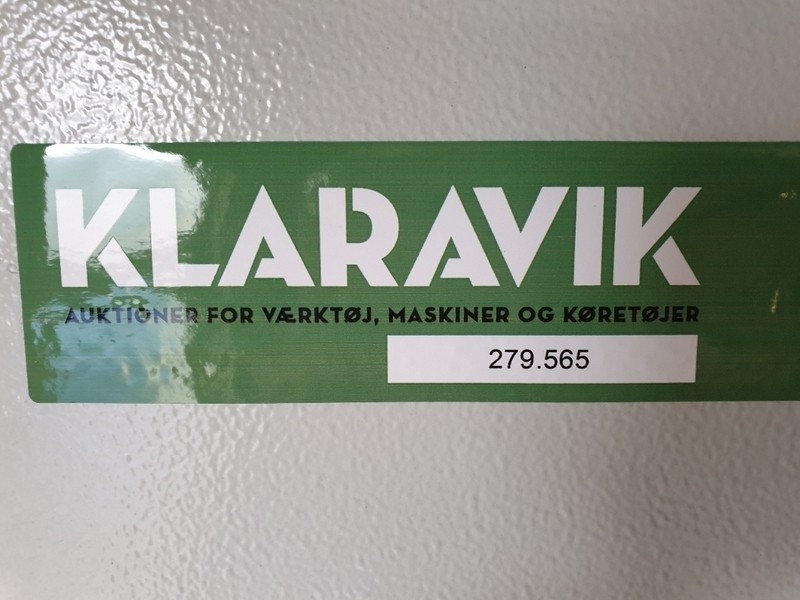 KLARAVIK
AUKTIONER FOR VÆRKTØJ, MASKINER OG KØRETØJER
279.565